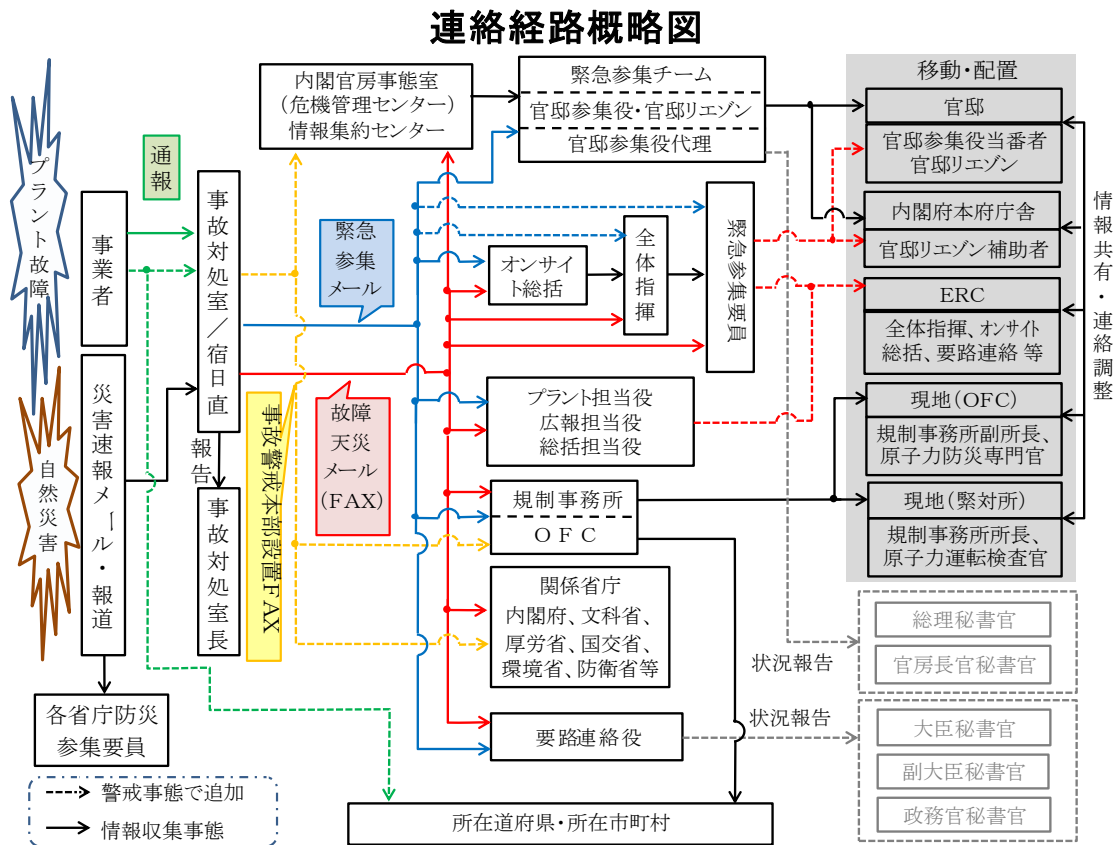 連絡経路概略図
プラント故障
自然災害
通報
事業者
災害速報メール・報道
各省庁防災
参集要員
事故対処室／宿日直
報告
事故対処室長
事故警戒本部設置FAX
内閣官房事態室
(危機管理センター)
情報集約センター
緊急
参集
メール
故障
天災
メール
(FAX)
緊急参集チーム
官邸参集役・官邸リエゾン
官邸参集役代理
オンサイ
ト総括
全体指揮
緊急参集要員
プラント担当役
広報担当役
総括担当役
規制事務所
OFC
関係省庁
内閣府、文科省、
厚労省、国交省、
環境省、防衛省等
要路連絡役
所在道府県・所在市町村
移動・配置
官邸
官邸参集役当番者
官邸リエゾン
内閣府本府庁舎
官邸リエゾン補助者
ERC
全体指揮、オンサイト
総括、要路連絡 等
現地(OFC)
規制事務所副所長、
原子力防災専門官
現地(緊対所)
規制事務所所長、
原子力運転検査官
情報共有・連絡調整
状況報告
総理秘書官
官房長官秘書官
状況報告
大臣秘書官
副大臣秘書官
政務官秘書官
警戒事態で追加
情報収集事態